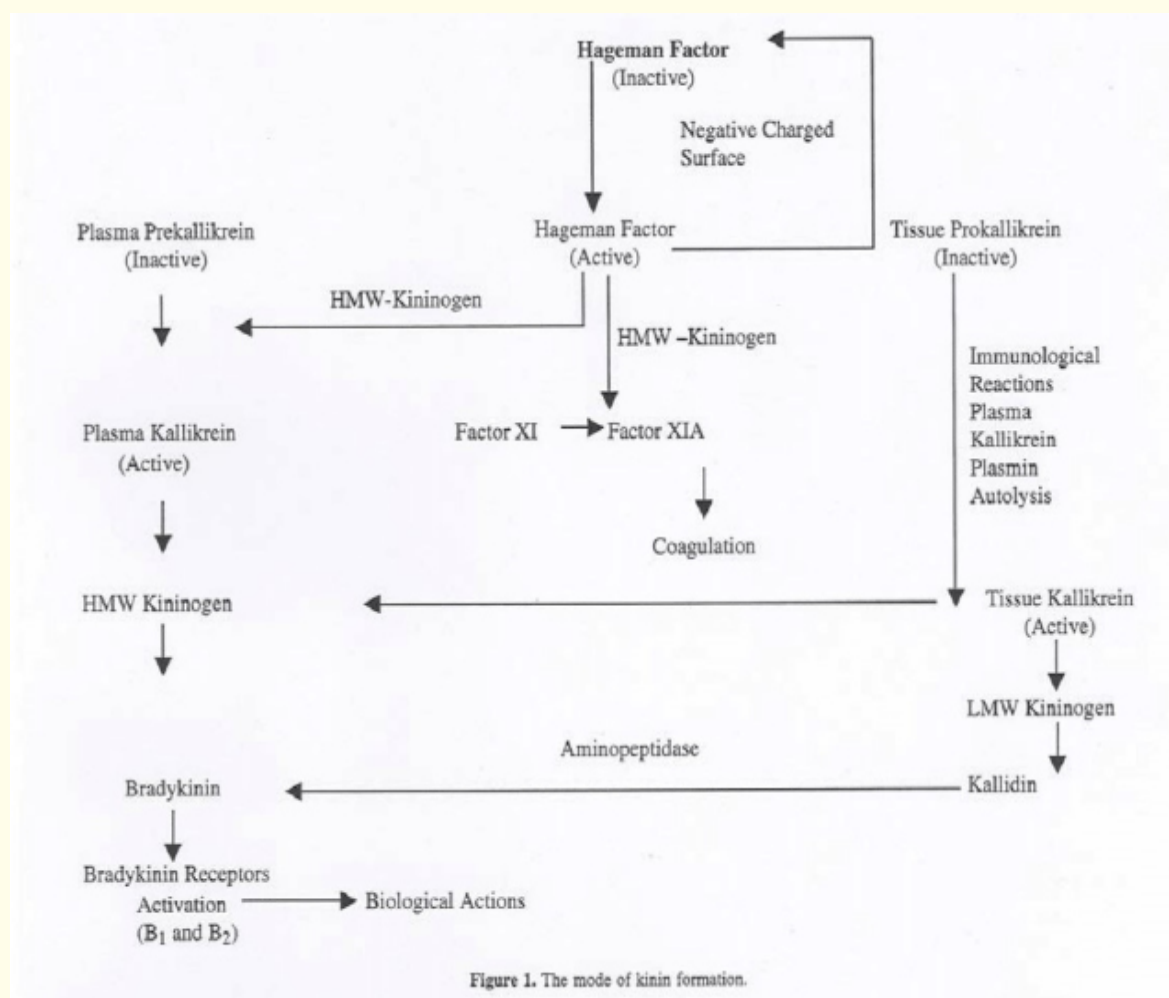 Hageman Factor
(Inactive)
Negative Charged
Surface
Plasma Prekallikrein
(Inactive)
Hageman Factor
(Active)
Tissue Prokallikrein
(Inactive)
HMW-Kininogen
HMW –Kininogen
Immunological
Reactions
Plasma
Kallikrein
Plasmin
Autolysis
Plasma Kallikrein
(Active)
Factor XI
Factor XIA
Coagulation
HMW Kininogen
Tissue Kallikrein
(Active)
LMW Kininogen
Aminopeptidase
Bradykinin
Kallidin
Bradykinin Receptors
Activation
(B₁ and B₂)
Biological Actions
Figure 1. The mode of kinin formation.